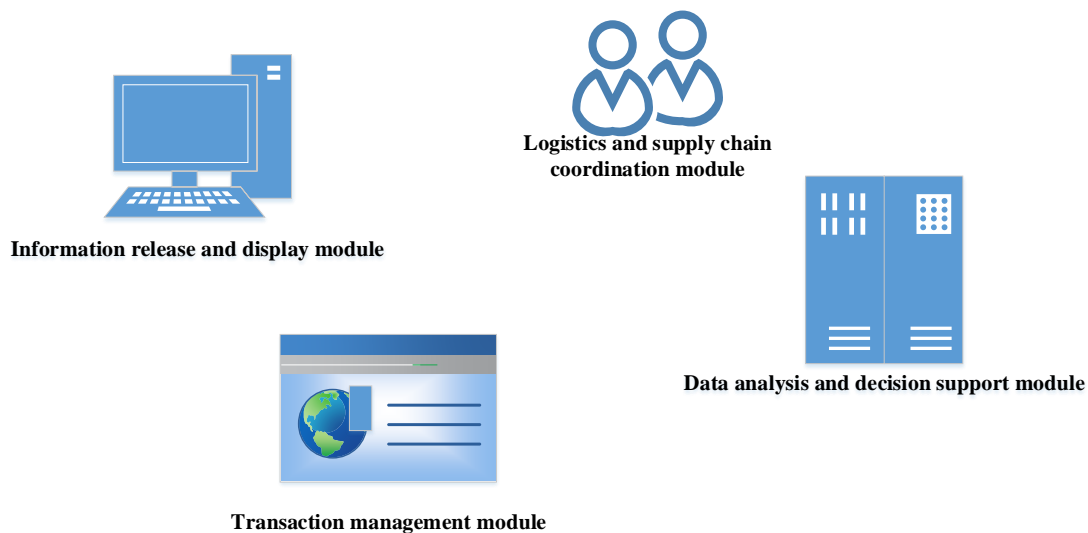 Logistics and supply chain
coordination module
Information release and display module
Data analysis and decision support module
Transaction management module